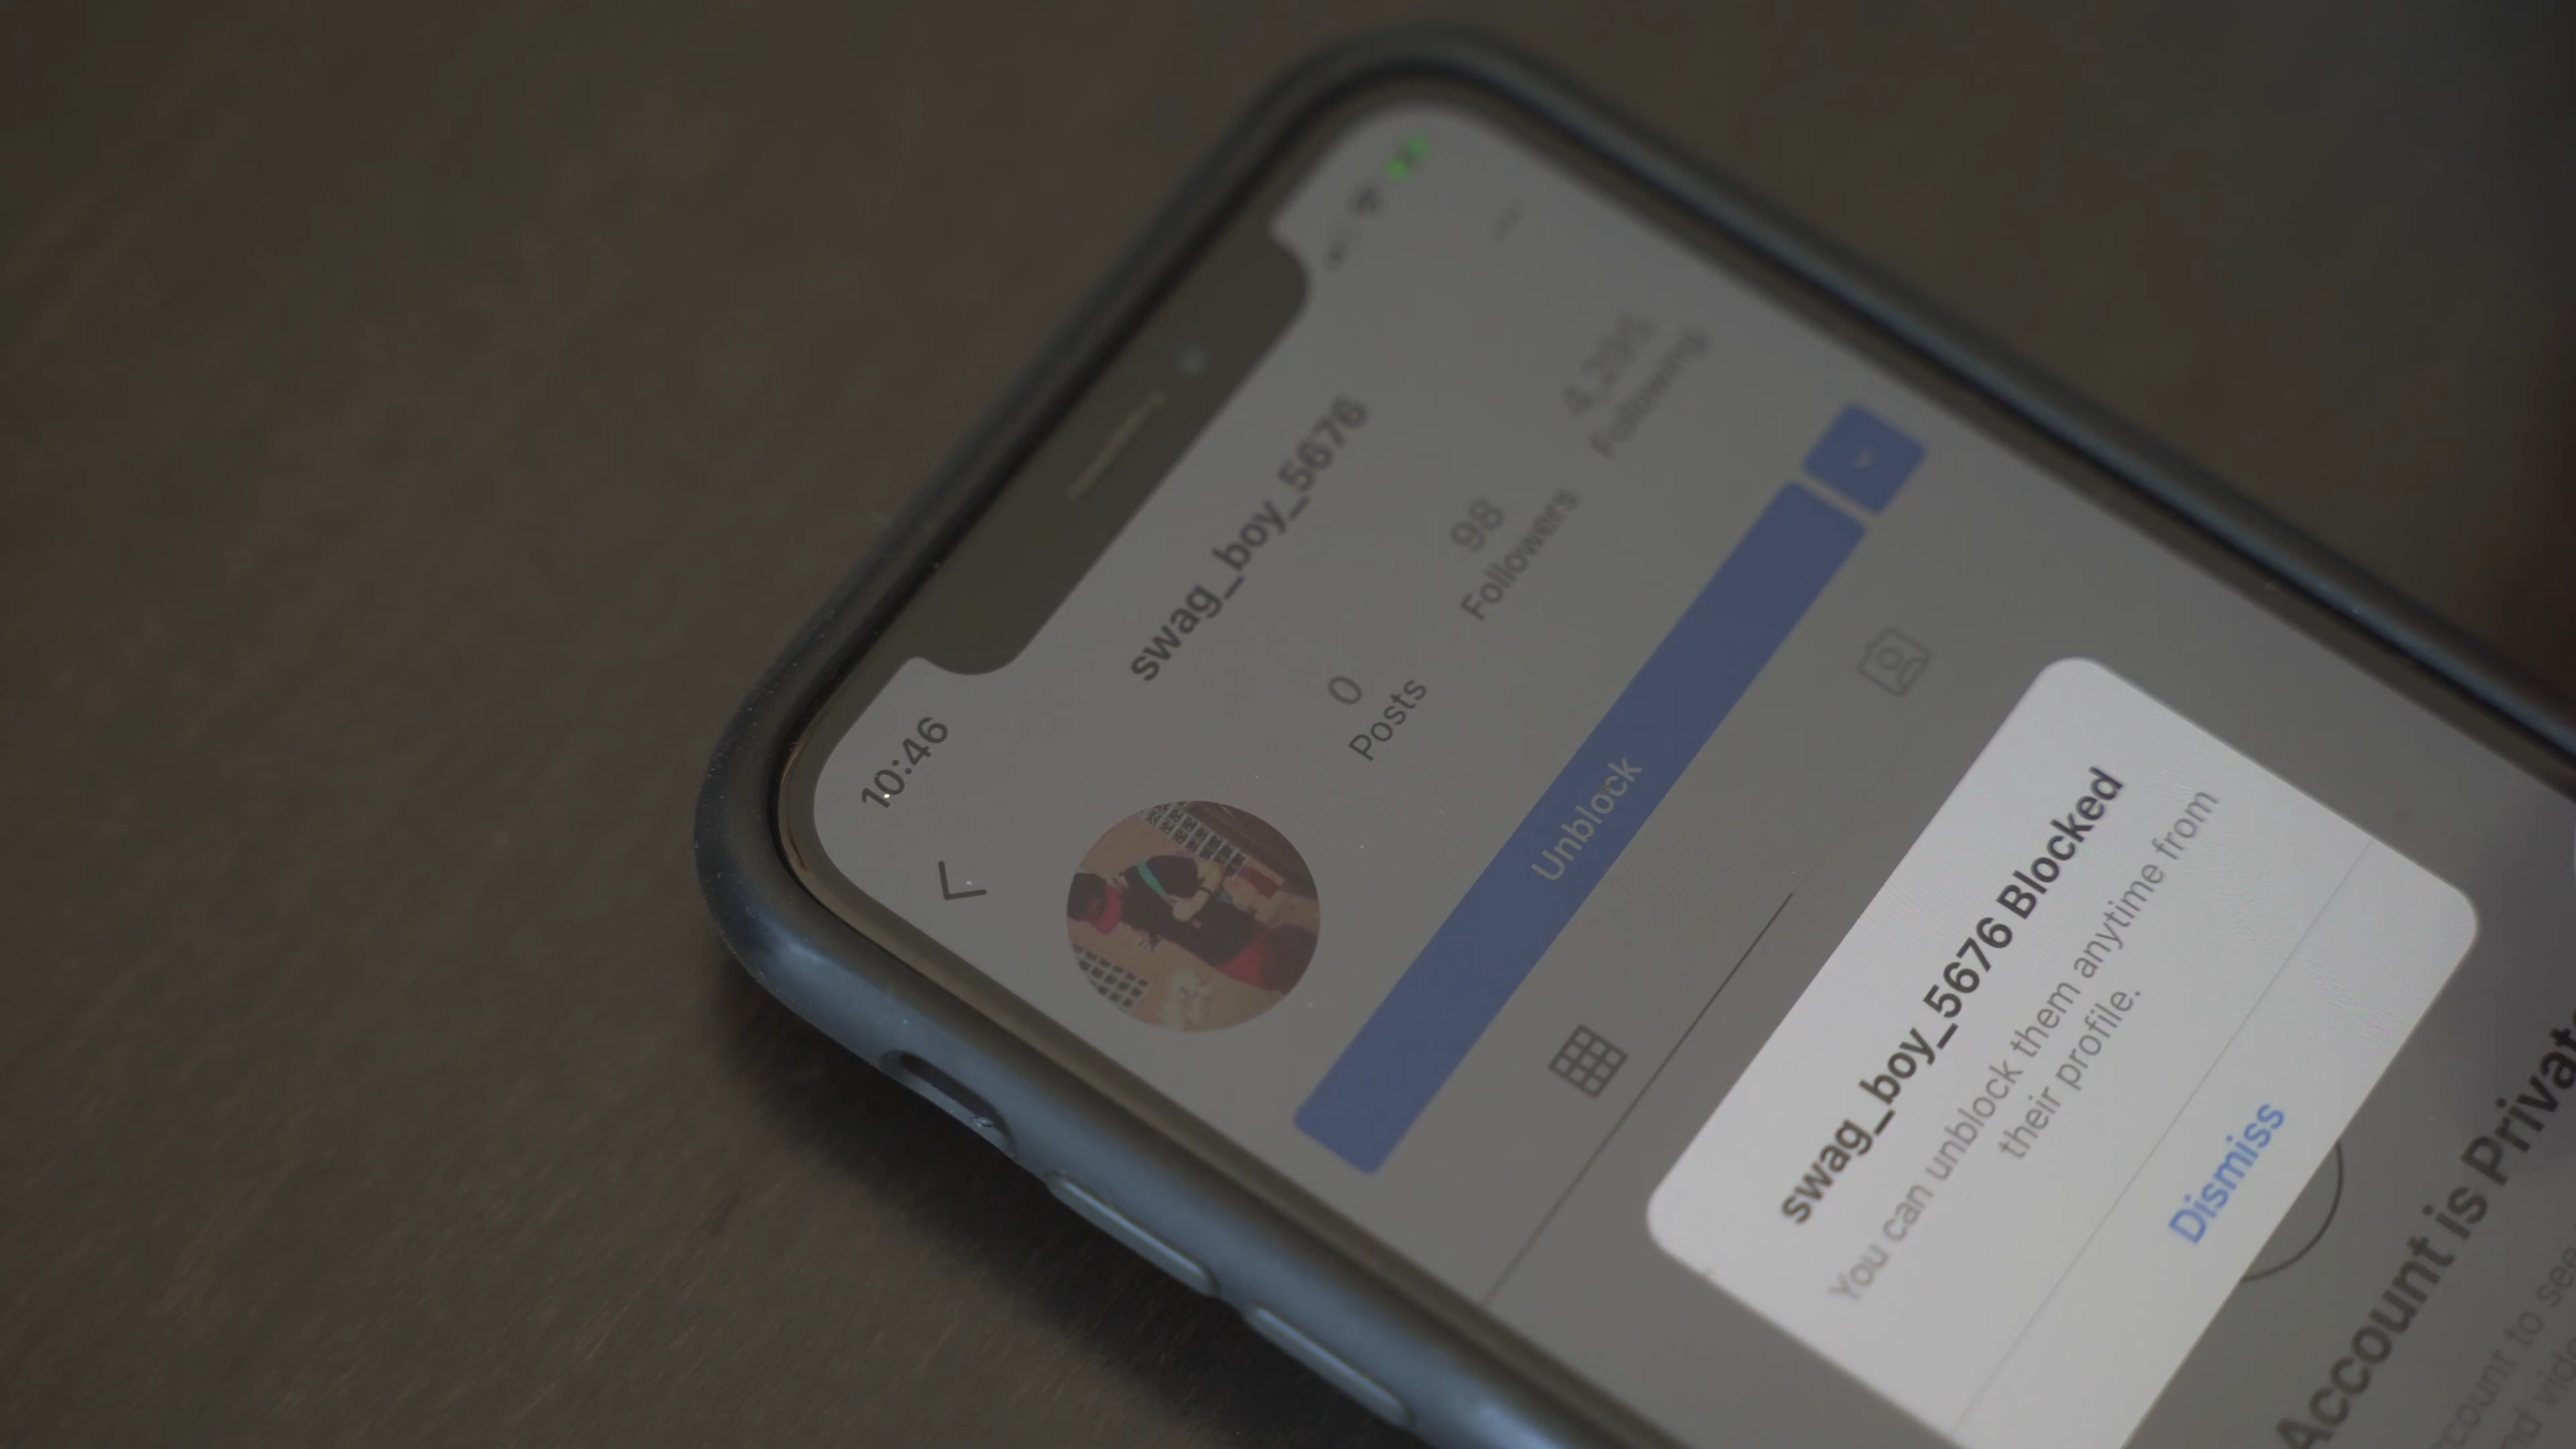 10:46
swag_boy_5676
0
Posts
98
Followers
Following
Unblock
swag_boy_5676 Blocked
You can unblock them anytime from
their profile.
Dismiss
Account is